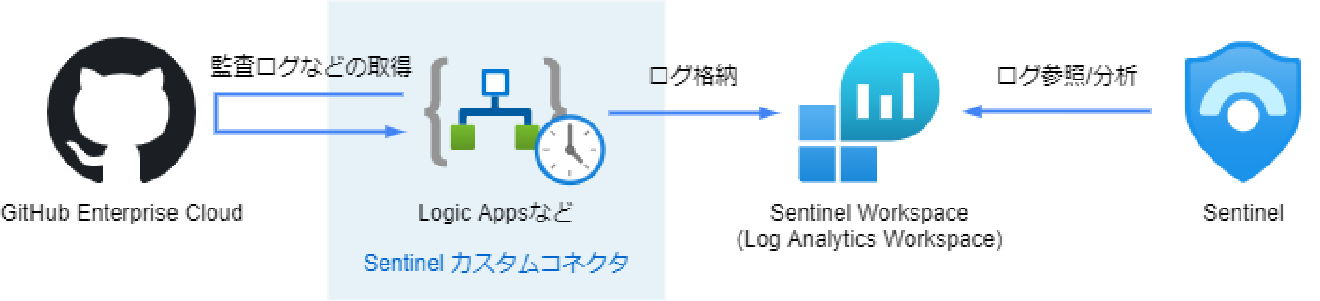 監査ログなどの取得
ログ格納
ログ参照/分析
GitHub Enterprise Cloud
Logic Appsなど
Sentinel カスタムコネクタ
Sentinel Workspace
(Log Analytics Workspace)
Sentinel